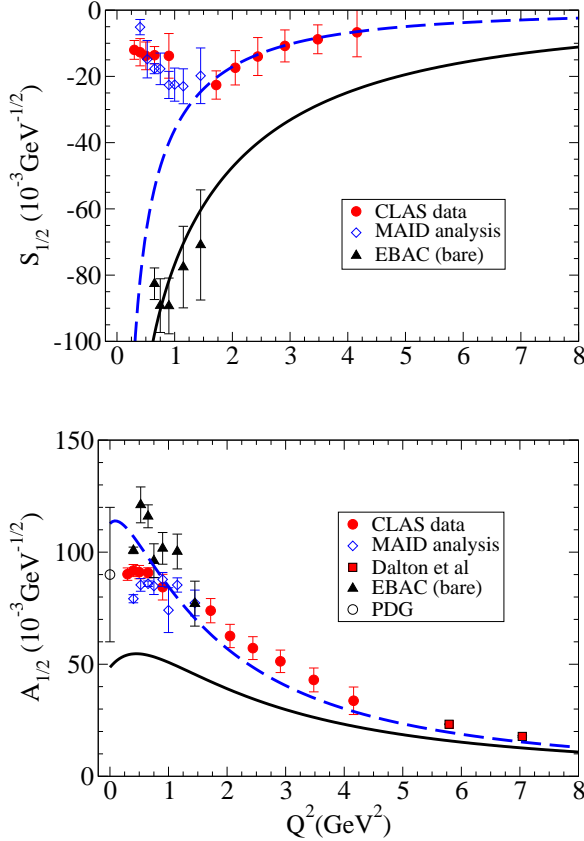 0
-20
-40
-60
-80
-100
S1/2 (10-3GeV-1/2)
CLAS data
MAID analysis
EBAC (bare)
0 1 2 3 4 5 6 7 8
150
100
50
0
A1/2 (10-3GeV-1/2)
CLAS data
MAID analysis
Dalton et al
EBAC (bare)
PDG
0 1 2 3 4 5 6 7 8
Q2(GeV2)